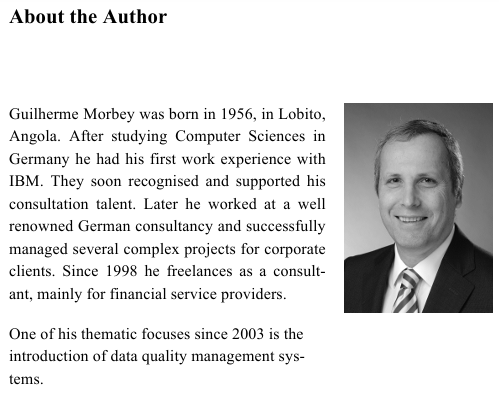 About the Author
Guilherme Morbey was born in 1956, in Lobito,
Angola. After studying Computer Sciences in
Germany he had his first work experience with
IBM. They soon recognised and supported his
consultation talent. Later he worked at a well
renowned German consultancy and successfully
managed several complex projects for corporate
clients. Since 1998 he freelances as a consult-
ant, mainly for financial service providers.
One of his thematic focuses since 2003 is the
introduction of data quality management sys-
tems.